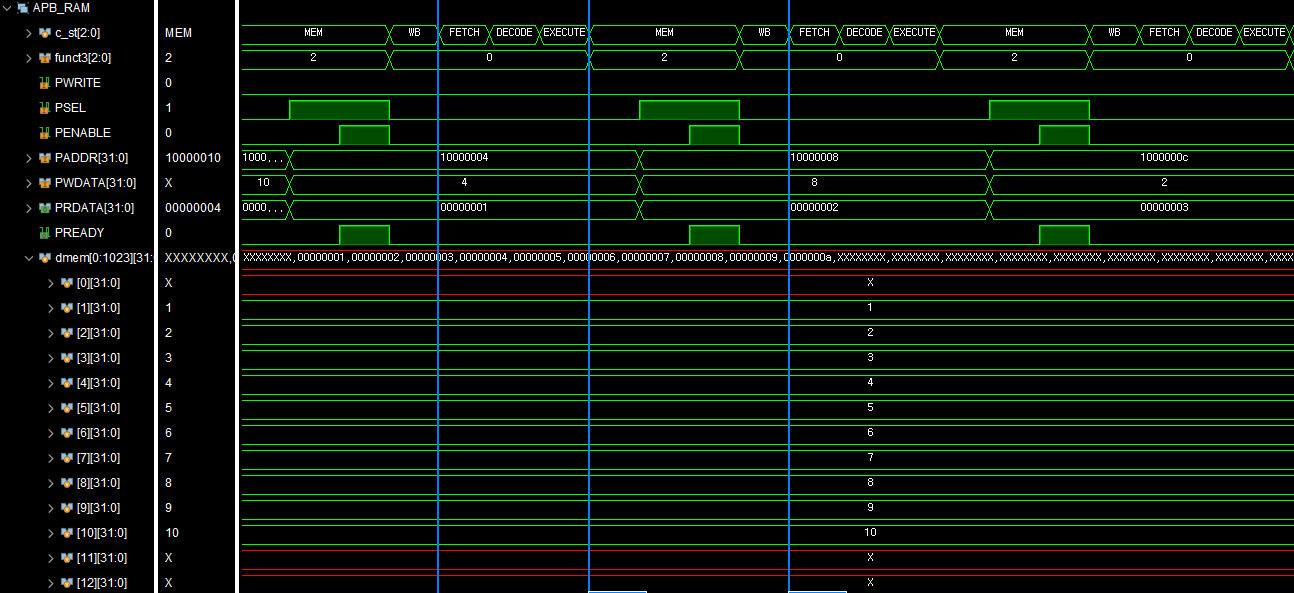 APB_RAM
c_st[2:0] MEM MEM WB FETCH DECODE EXECUTE MEM WB FETCH DECODE EXECUTE MEM WB FETCH DECODE EXECUTE
funct3[2:0] 2 2 0 2 0 2 0
PWRITE 0
PSEL 1
PENABLE 0
PADDR[31:0] 10000010 1000... 10000004 10000008 1000000c
PWDATA[31:0] X 10 4 8 2
PRDATA[31:0] 00000004 0000... 00000001 00000002 00000003
PREADY 0
dmem[0:1023][31: XXXXXXXX,0 XXXXXXXX,00000001,00000002,00000003,00000004,00000005,00000006,00000007,00000008,00000009,0000000a,XXXXXXXX,XXXXXXXX,XXXXXXXX,XXXXXXXX,XXXXXXXX,XXXXXXXX,XXXXXXXX,XXXXXXXX,XXXXXXXX,XXXX
[0][31:0] X X
[1][31:0] 1 1
[2][31:0] 2 2
[3][31:0] 3 3
[4][31:0] 4 4
[5][31:0] 5 5
[6][31:0] 6 6
[7][31:0] 7 7
[8][31:0] 8 8
[9][31:0] 9 9
[10][31:0] 10 10
[11][31:0] X X
[12][31:0] X X